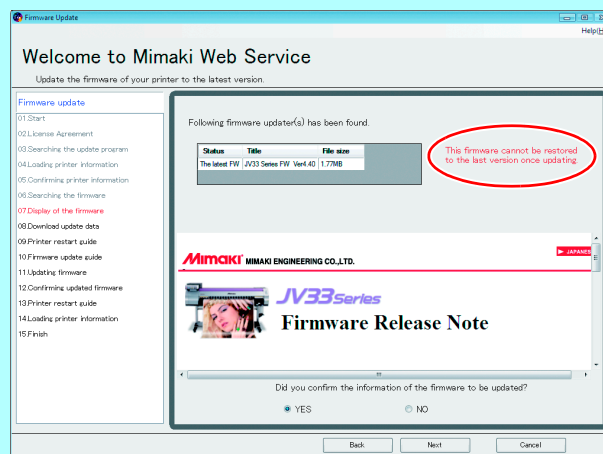 Firmware Update
Help(H
Welcome to Mimaki Web Service
Update the firmware of your printer to the latest version.
Firmware update
01.Start
02.License Agreement
03.Searching the update program
04.Loading printer information
05.Confirming printer information
06.Searching the firmware
07.Display of the firmware
08.Download update data
09.Printer restart guide
10.Firmware update guide
11.Updating firmware
12.Confirming updated firmware
13.Printer restart guide
14.Loading printer information
15.Finish
Following firmware updater(s) has been found.
Status Title File size
The latest FW JV33 Series FW Ver4.40 1.77MB
This firmware cannot be restored
to the last version once updating.
JAPANES
Mimaki MIMAKI ENGINEERING CO.,LTD.
JV33Series
Firmware Release Note
Did you confirm the information of the firmware to be updated?
YES NO
Back Next Cancel